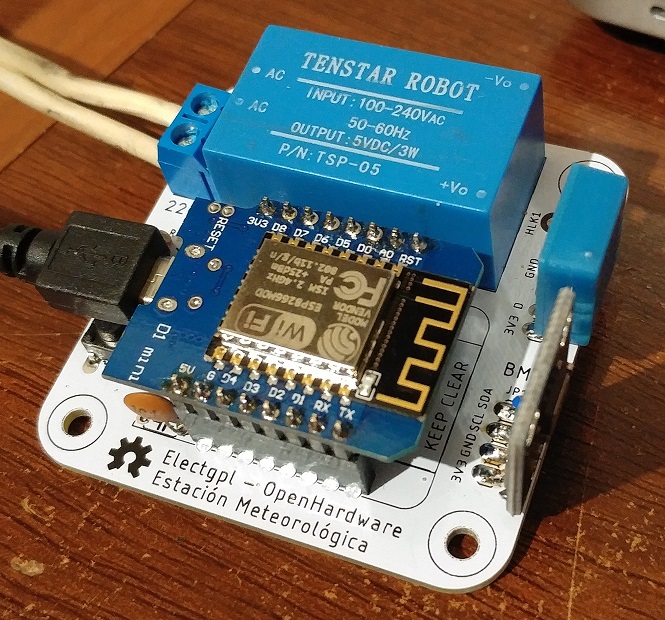 TENSTAR ROBOT
-Vo
AC
INPUT:100-240VAC
AC
50-60Hz
OUTPUT:5VDC/3W
P/N:TSP-05
+Vo
22
RESET
3V3 D8 D7 D6 D5 D0 A0 RST
HLK1
GND
3V3 D
MODEL
VENDOR
ESP8266MOD
FC
ISM 2.4GHz
PA +25dBm
802.11b/g/n
WiFi
D1 mini
5V G D4 D3 D2 D1 RX TX
KEEP CLEAR
BM
JP
3V3 GND SCL SDA
Electgpl _ OpenHardware
Estación Meteorológica